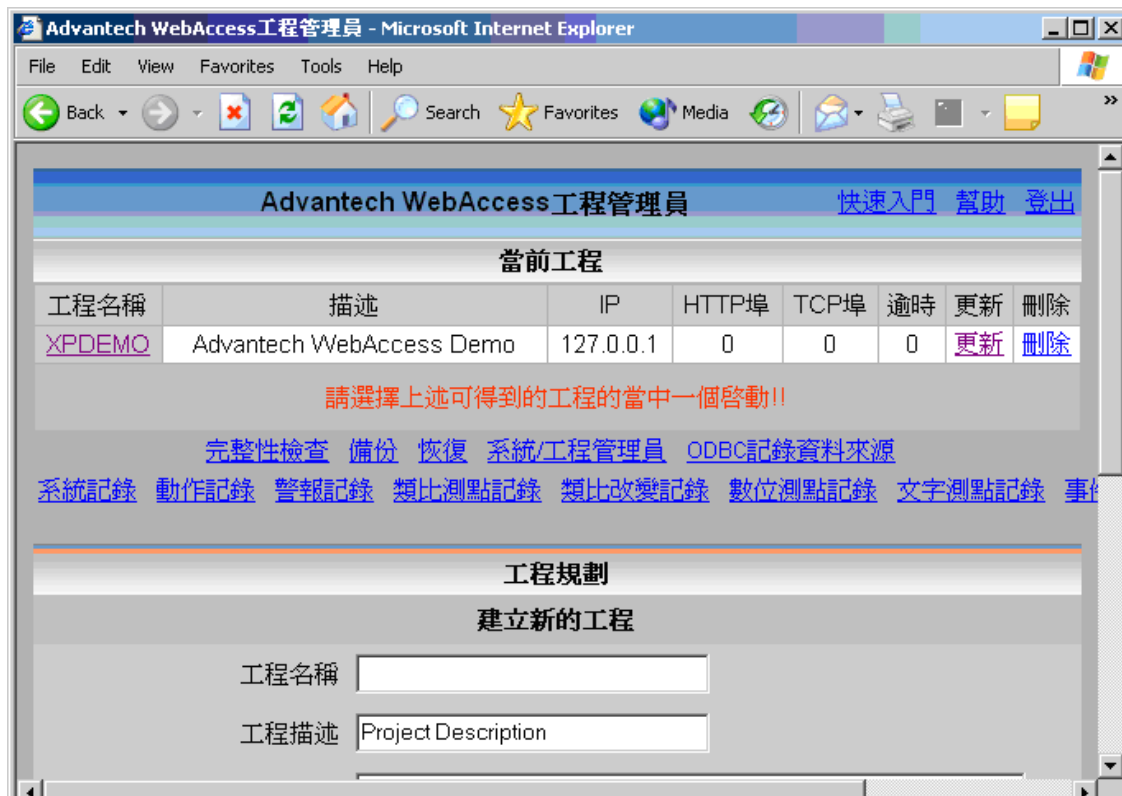 Advantech WebAccess工程管理員 - Microsoft Internet Explorer
File Edit View Favorites Tools Help
Back Search Favorites Media »
Advantech WebAccess工程管理員 快速入門 幫助 登出
當前工程
工程名稱 描述 IP HTTP埠 TCP埠 逾時 更新 刪除
XPDEMO Advantech WebAccess Demo 127.0.0.1 0 0 0 更新 刪除
請選擇上述可得到的工程的當中一個啓動!!
完整性檢查 備份 恢復 系統/工程管理員 ODBC記錄資料來源
系統記錄 動作記錄 警報記錄 類比測點記錄 類比改變記錄 數位測點記錄 文字測點記錄 事件
工程規劃
建立新的工程
工程名稱
工程描述 Project Description